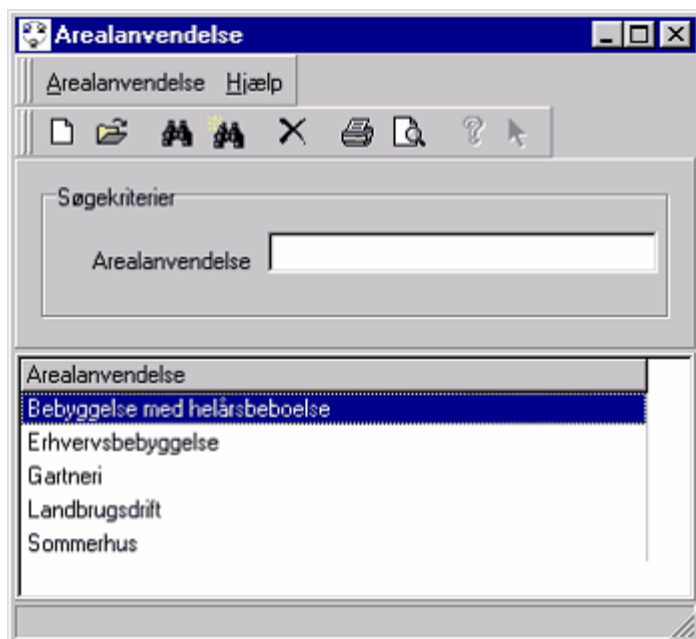 Arealanvendelse
Arealanvendelse Hjælp
Søgekriterier
Arealanvendelse
Arealanvendelse
Bebyggelse med helårsbeboelse
Erhvervsbebyggelse
Gartneri
Landbrugsdrift
Sommerhus